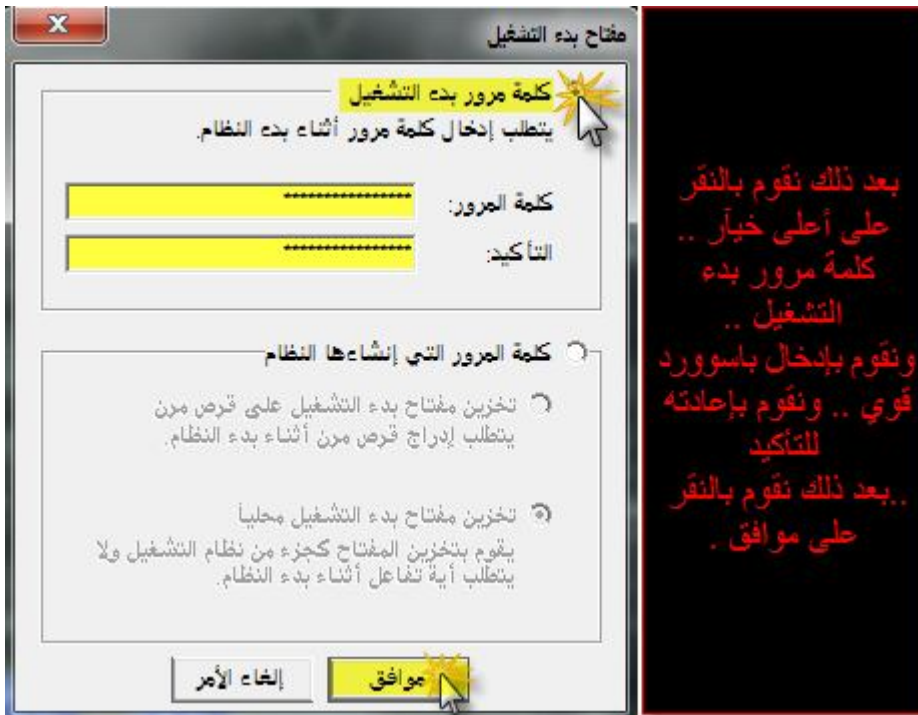 مفتاح بدء التشغيل
كلمة مرور بدء التشغيل
يتطلب إدخال كلمة مرور أثناء بدء النظام.
كلمة المرور: ****************
التأكيد: ****************
كلمة المرور التي إنشاءها النظام
تخزين مفتاح بدء التشغيل على قرص مرن
يتطلب إدراج قرص مرن أثناء بدء النظام.
تخزين مفتاح بدء التشغيل محلياً
يقوم بتخزين المفتاح كجزء من نظام التشغيل ولا
يتطلب أية تفاعل أثناء بدء النظام.
موافق
إلغاء الأمر
بعد ذلك نقوم بالنقر
على أعلى خيآر ..
كلمة مرور بدء
التشغيل ..
ونقوم بإدخال باسوورد
قوي .. ونقوم بإعادته
للتأكيد
..بعد ذلك نقوم بالنقر
على موافق .